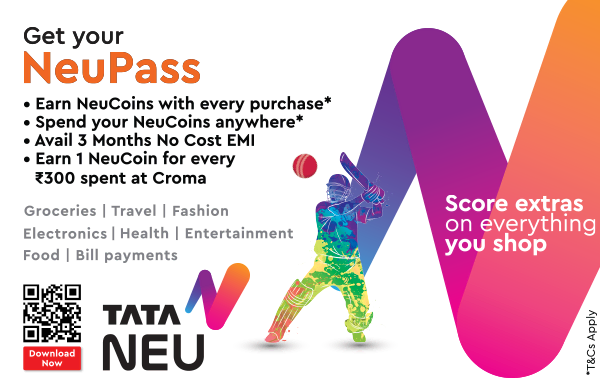 Get your
NeuPass
• Earn NeuCoins with every purchase*
• Spend your NeuCoins anywhere*
• Avail 3 Months No Cost EMI
• Earn 1 NeuCoin for every
₹300 spent at Croma
Groceries | Travel | Fashion
Electronics | Health | Entertainment
Food | Bill payments
Download
Now
TATA
NEU
Score extras
on everything
you shop
*T&Cs Apply